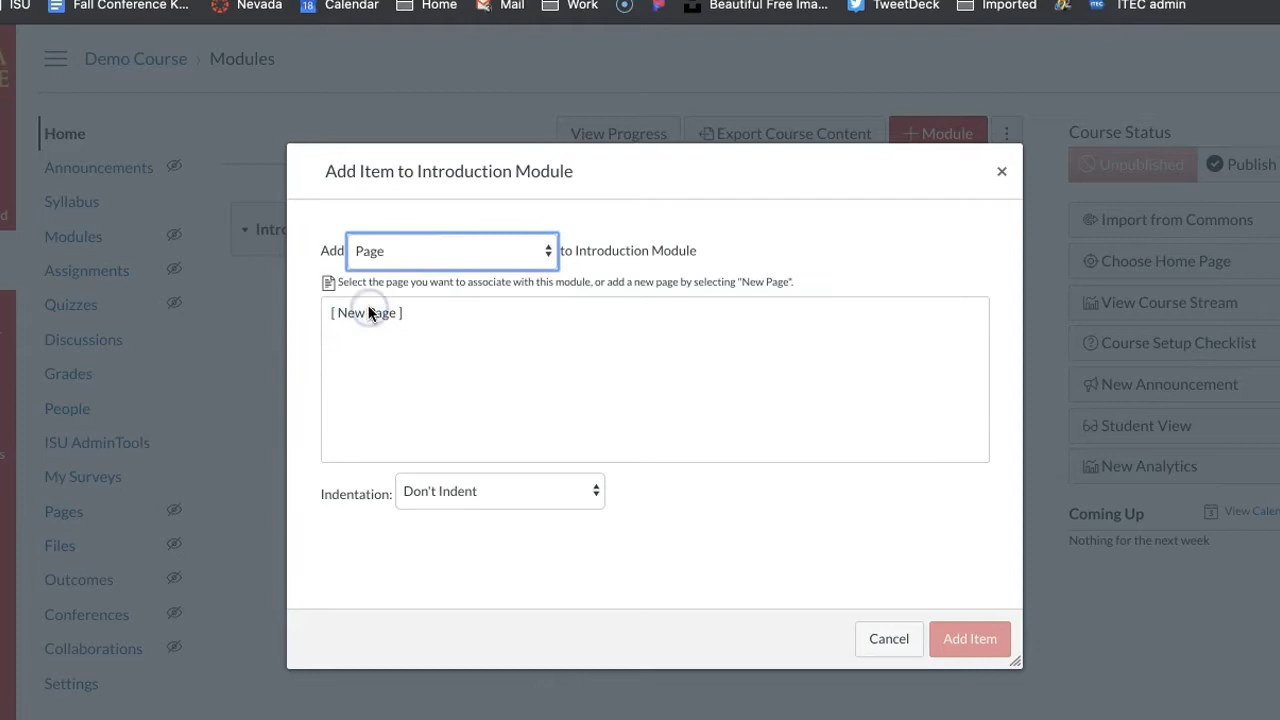 ISU Fall Conference K... Nevada 18 Calendar Home Mail Work Beautiful Free Ima... TweetDeck Imported ITEC ITEC admin
Demo Course › Modules
Home
Announcements
Syllabus
Modules
Assignments
Quizzes
Discussions
Grades
People
ISU AdminTools
My Surveys
Pages
Files
Outcomes
Conferences
Collaborations
Settings
View Progress
Export Course Content
+ Module
Intro
Add Item to Introduction Module
×
Add Page to Introduction Module
Select the page you want to associate with this module, or add a new page by selecting "New Page".
[ New Page ]
Indentation: Don't Indent
Cancel
Add Item
Course Status
Unpublished
Publish
Import from Commons
Choose Home Page
View Course Stream
Course Setup Checklist
New Announcement
Student View
New Analytics
Coming Up
View Calen
Nothing for the next week